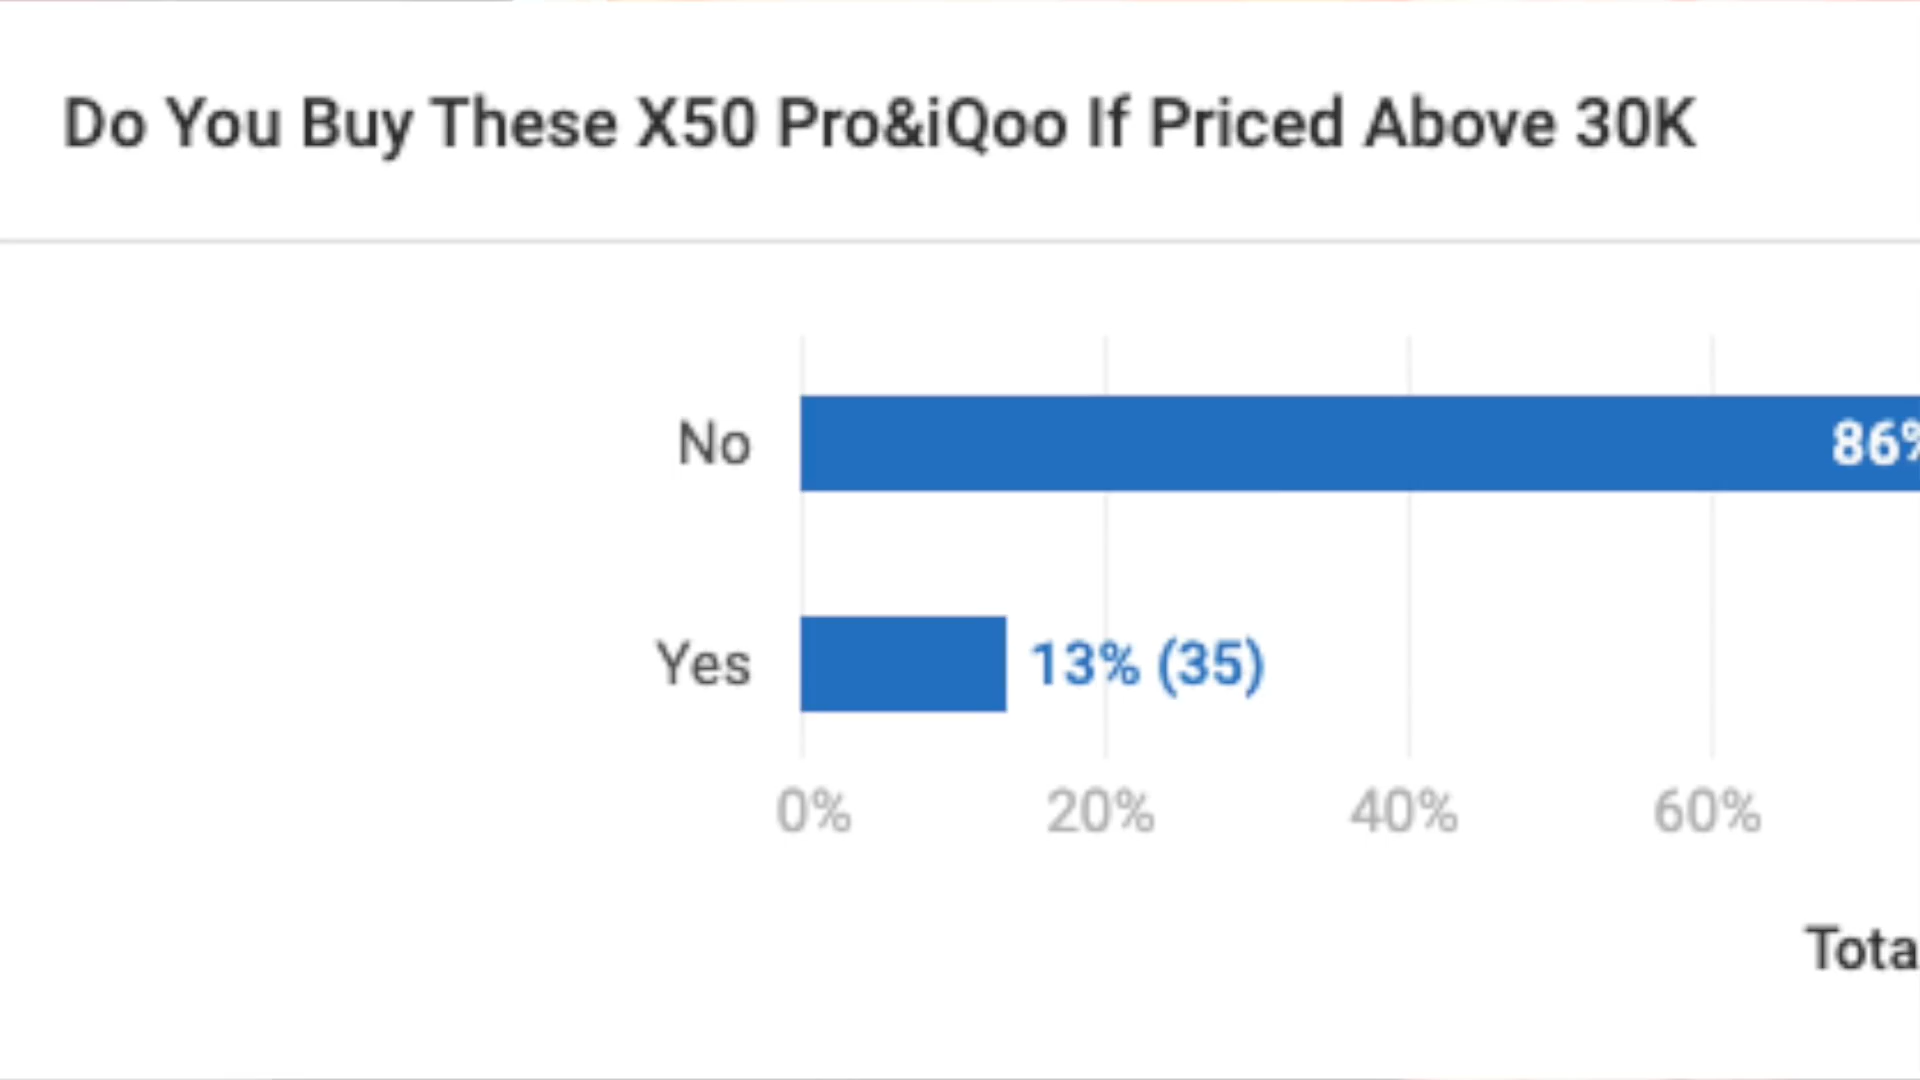 Do You Buy These X50 Pro&iQoo If Priced Above 30K
No 86%
Yes 13% (35)
0% 20% 40% 60%
Tota